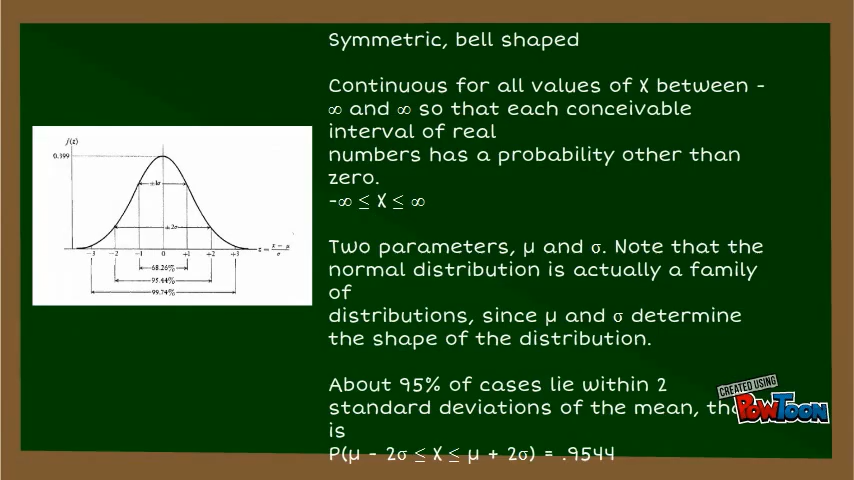 Symmetric, bell shaped
Continuous for all values of X between -
∞ and ∞ so that each conceivable
interval of real
numbers has a probability other than
zero.
-∞ ≤ X ≤ ∞
Two parameters, µ and σ. Note that the
normal distribution is actually a family
of
distributions, since µ and σ determine
the shape of the distribution.
About 95% of cases lie within 2
standard deviations of the mean, tha
is
P(µ - 2σ ≤ X ≤ µ + 2σ) = .9544
f(z)
0.399
±1σ
±2σ
-3 -2 -1 0 +1 +2 +3
z = (x - µ)/σ
68.26%
95.44%
99.74%
CREATED USING
POWTOON